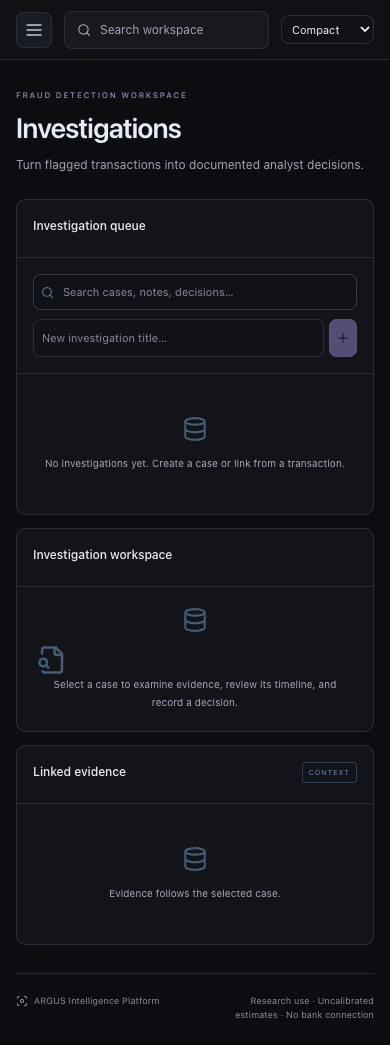 Search workspace
Compact
FRAUD DETECTION WORKSPACE
Investigations
Turn flagged transactions into documented analyst decisions.
Investigation queue
Search cases, notes, decisions...
New investigation title...
No investigations yet. Create a case or link from a transaction.
Investigation workspace
Select a case to examine evidence, review its timeline, and
record a decision.
Linked evidence
CONTEXT
Evidence follows the selected case.
ARGUS Intelligence Platform
Research use · Uncalibrated
estimates · No bank connection